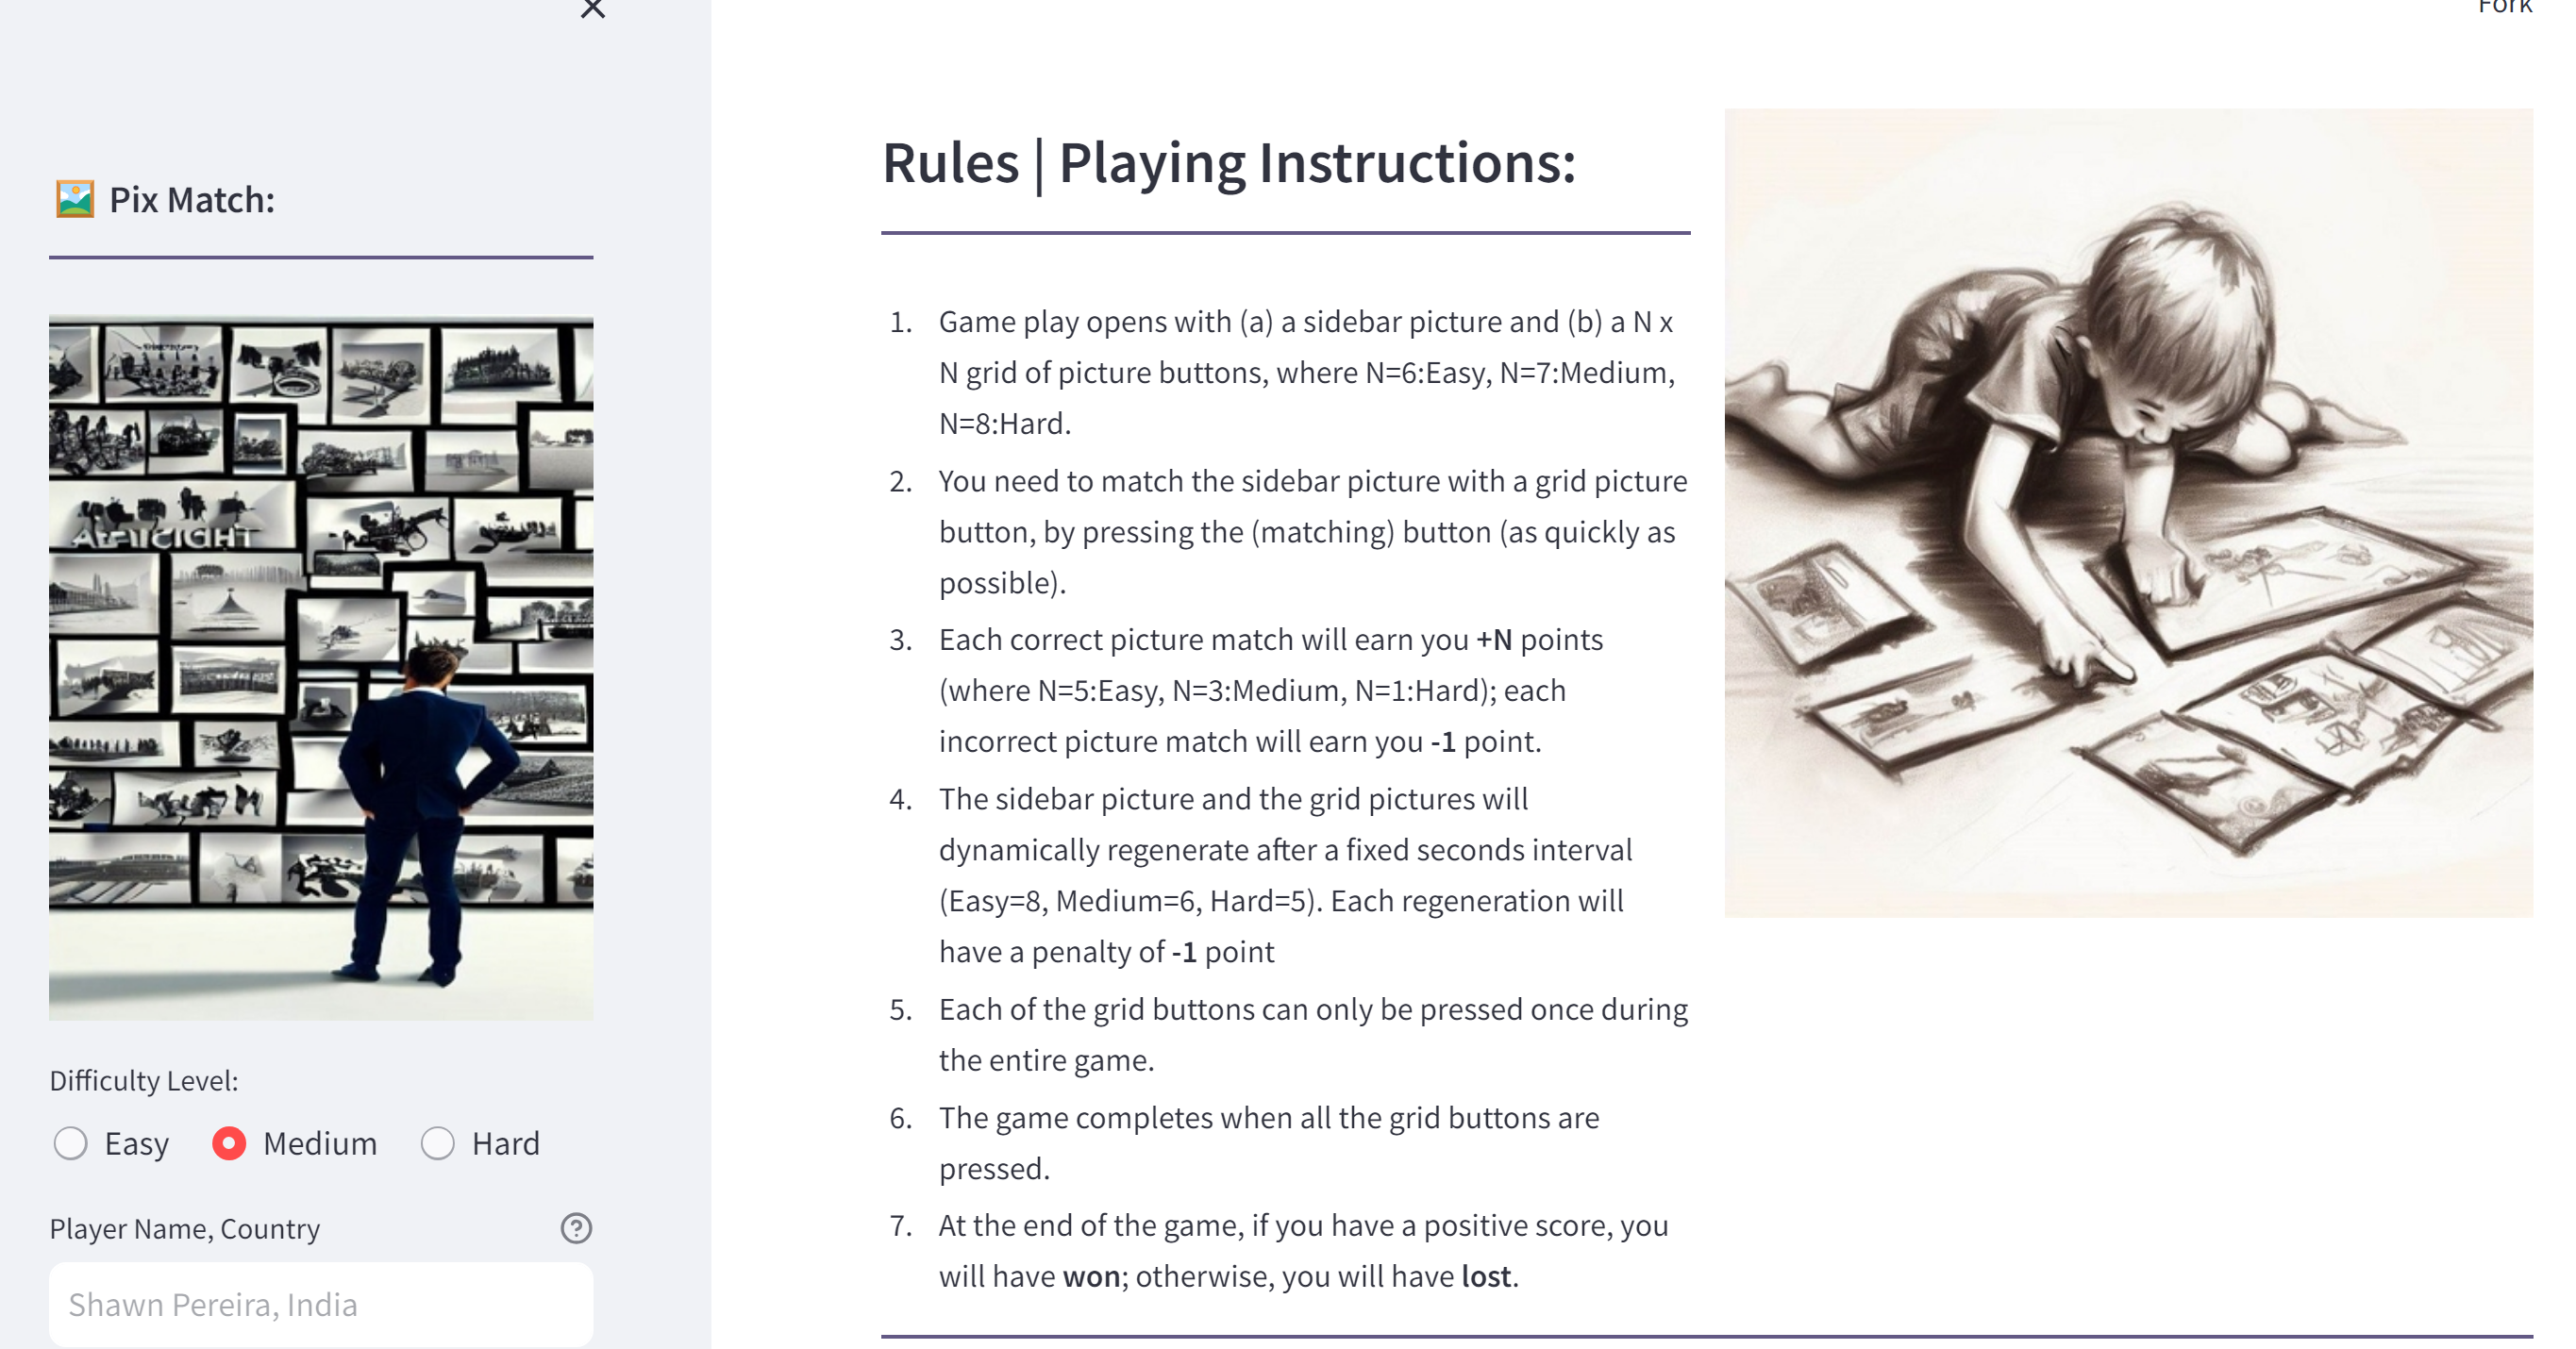 Fork
Pix Match:
Difficulty Level:
Easy
Medium
Hard
Player Name, Country
Shawn Pereira, India
Rules | Playing Instructions:
1. Game play opens with (a) a sidebar picture and (b) a N x
N grid of picture buttons, where N=6:Easy, N=7:Medium,
N=8:Hard.
2. You need to match the sidebar picture with a grid picture
button, by pressing the (matching) button (as quickly as
possible).
3. Each correct picture match will earn you +N points
(where N=5:Easy, N=3:Medium, N=1:Hard); each
incorrect picture match will earn you -1 point.
4. The sidebar picture and the grid pictures will
dynamically regenerate after a fixed seconds interval
(Easy=8, Medium=6, Hard=5). Each regeneration will
have a penalty of -1 point
5. Each of the grid buttons can only be pressed once during
the entire game.
6. The game completes when all the grid buttons are
pressed.
7. At the end of the game, if you have a positive score, you
will have won; otherwise, you will have lost.